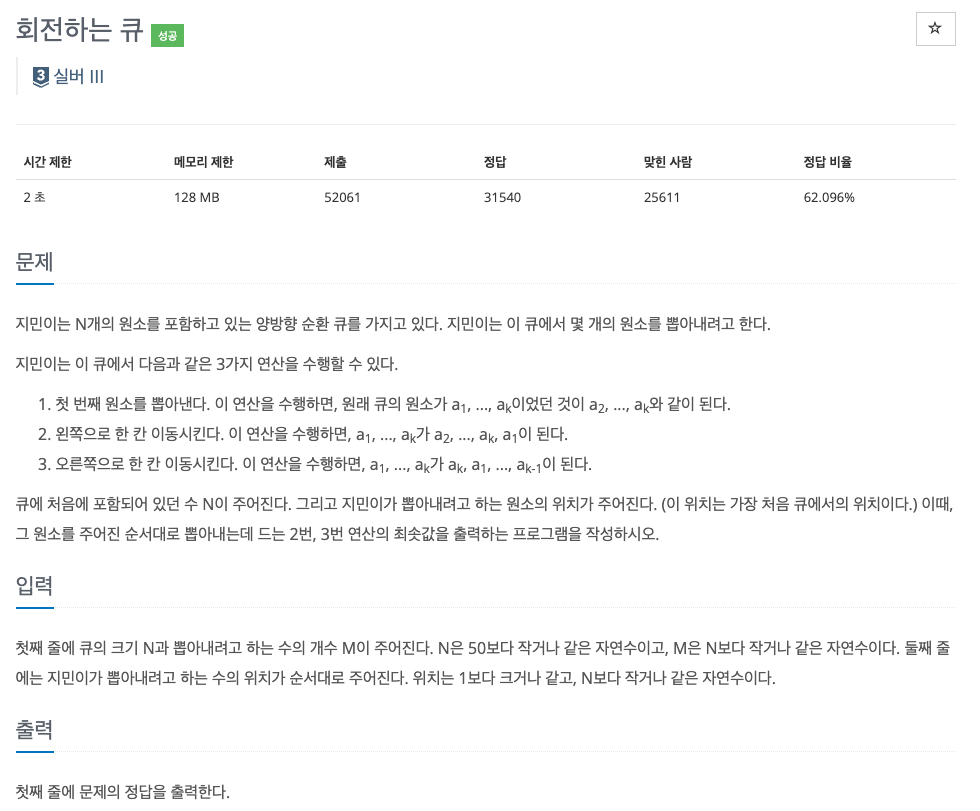 회전하는 큐 성공
☆
3 실버 III
시간 제한 메모리 제한 제출 정답 맞힌 사람 정답 비율
2 초 128 MB 52061 31540 25611 62.096%
문제
지민이는 N개의 원소를 포함하고 있는 양방향 순환 큐를 가지고 있다. 지민이는 이 큐에서 몇 개의 원소를 뽑아내려고 한다.
지민이는 이 큐에서 다음과 같은 3가지 연산을 수행할 수 있다.
1. 첫 번째 원소를 뽑아낸다. 이 연산을 수행하면, 원래 큐의 원소가 a1, ..., ak이었던 것이 a2, ..., ak와 같이 된다.
2. 왼쪽으로 한 칸 이동시킨다. 이 연산을 수행하면, a1, ..., ak가 a2, ..., ak, a1이 된다.
3. 오른쪽으로 한 칸 이동시킨다. 이 연산을 수행하면, a1, ..., ak가 ak, a1, ..., ak-1이 된다.
큐에 처음에 포함되어 있던 수 N이 주어진다. 그리고 지민이가 뽑아내려고 하는 원소의 위치가 주어진다. (이 위치는 가장 처음 큐에서의 위치이다.) 이때,
그 원소를 주어진 순서대로 뽑아내는데 드는 2번, 3번 연산의 최솟값을 출력하는 프로그램을 작성하시오.
입력
첫째 줄에 큐의 크기 N과 뽑아내려고 하는 수의 개수 M이 주어진다. N은 50보다 작거나 같은 자연수이고, M은 N보다 작거나 같은 자연수이다. 둘째 줄
에는 지민이가 뽑아내려고 하는 수의 위치가 순서대로 주어진다. 위치는 1보다 크거나 같고, N보다 작거나 같은 자연수이다.
출력
첫째 줄에 문제의 정답을 출력한다.